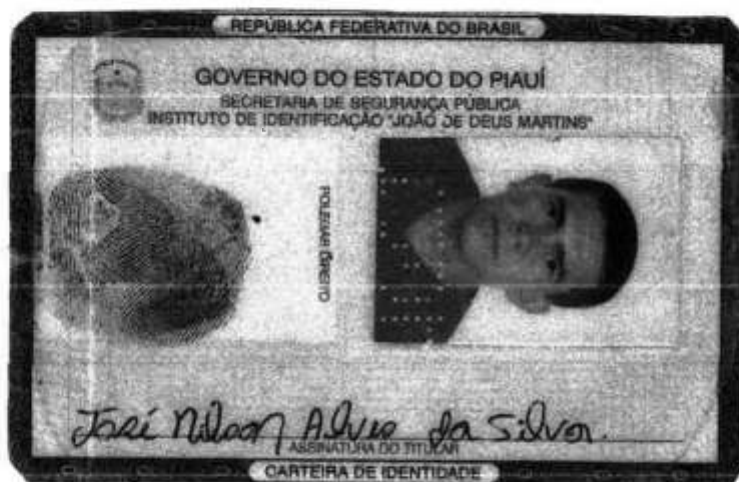 REPÚBLICA FEDERATIVA DO BRASIL
GOVERNO DO ESTADO DO PIAUÍ
SECRETARIA DE SEGURANÇA PÚBLICA
INSTITUTO DE IDENTIFICAÇÃO "JOÃO DE DEUS MARTINS"
POLEGAR DIREITO
José Nilson Alves da Silva
ASSINATURA DO TITULAR
CARTEIRA DE IDENTIDADE